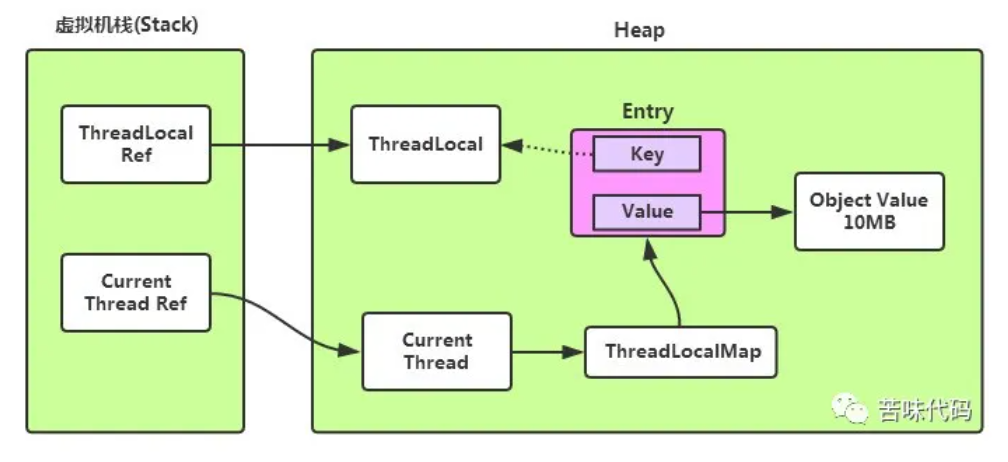 虚拟机栈(Stack)
Heap
ThreadLocal
Ref
ThreadLocal
Entry
Key
Value
Object Value
10MB
Current
Thread Ref
Current
Thread
ThreadLocalMap
苦味代码